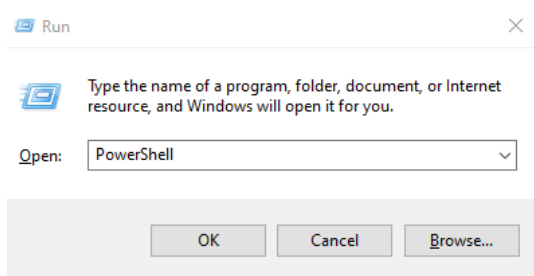 Run
Type the name of a program, folder, document, or Internet
resource, and Windows will open it for you.
Open: PowerShell
OK Cancel Browse...